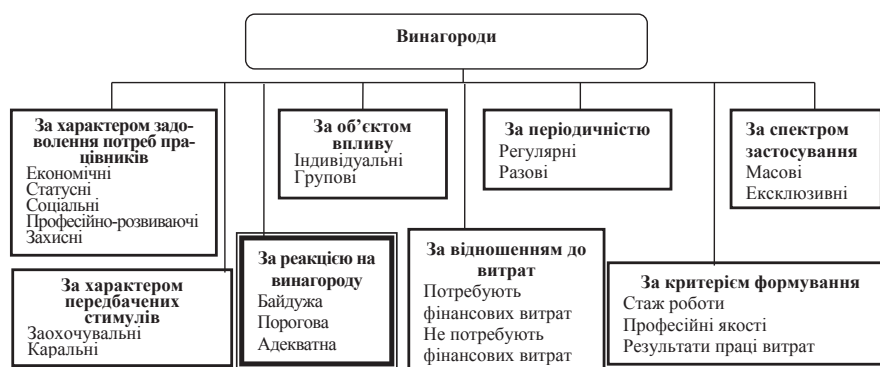 Винагороди
За характером задо-
волення потреб пра-
цівників
Економічні
Статусні
Соціальні
Професійно-розвиваючі
Захисні
За об’єктом
впливу
Індивідуальні
Групові
За періодичністю
Регулярні
Разові
За спектром
застосування
Масові
Ексклюзивні
За характером
передбачених
стимулів
Заохочувальні
Каральні
За реакцією на
винагороду
Байдужа
Порогова
Адекватна
За відношенням до
витрат
Потребують
фінансових витрат
Не потребують
фінансових витрат
За критерієм формування
Стаж роботи
Професійні якості
Результати праці витрат